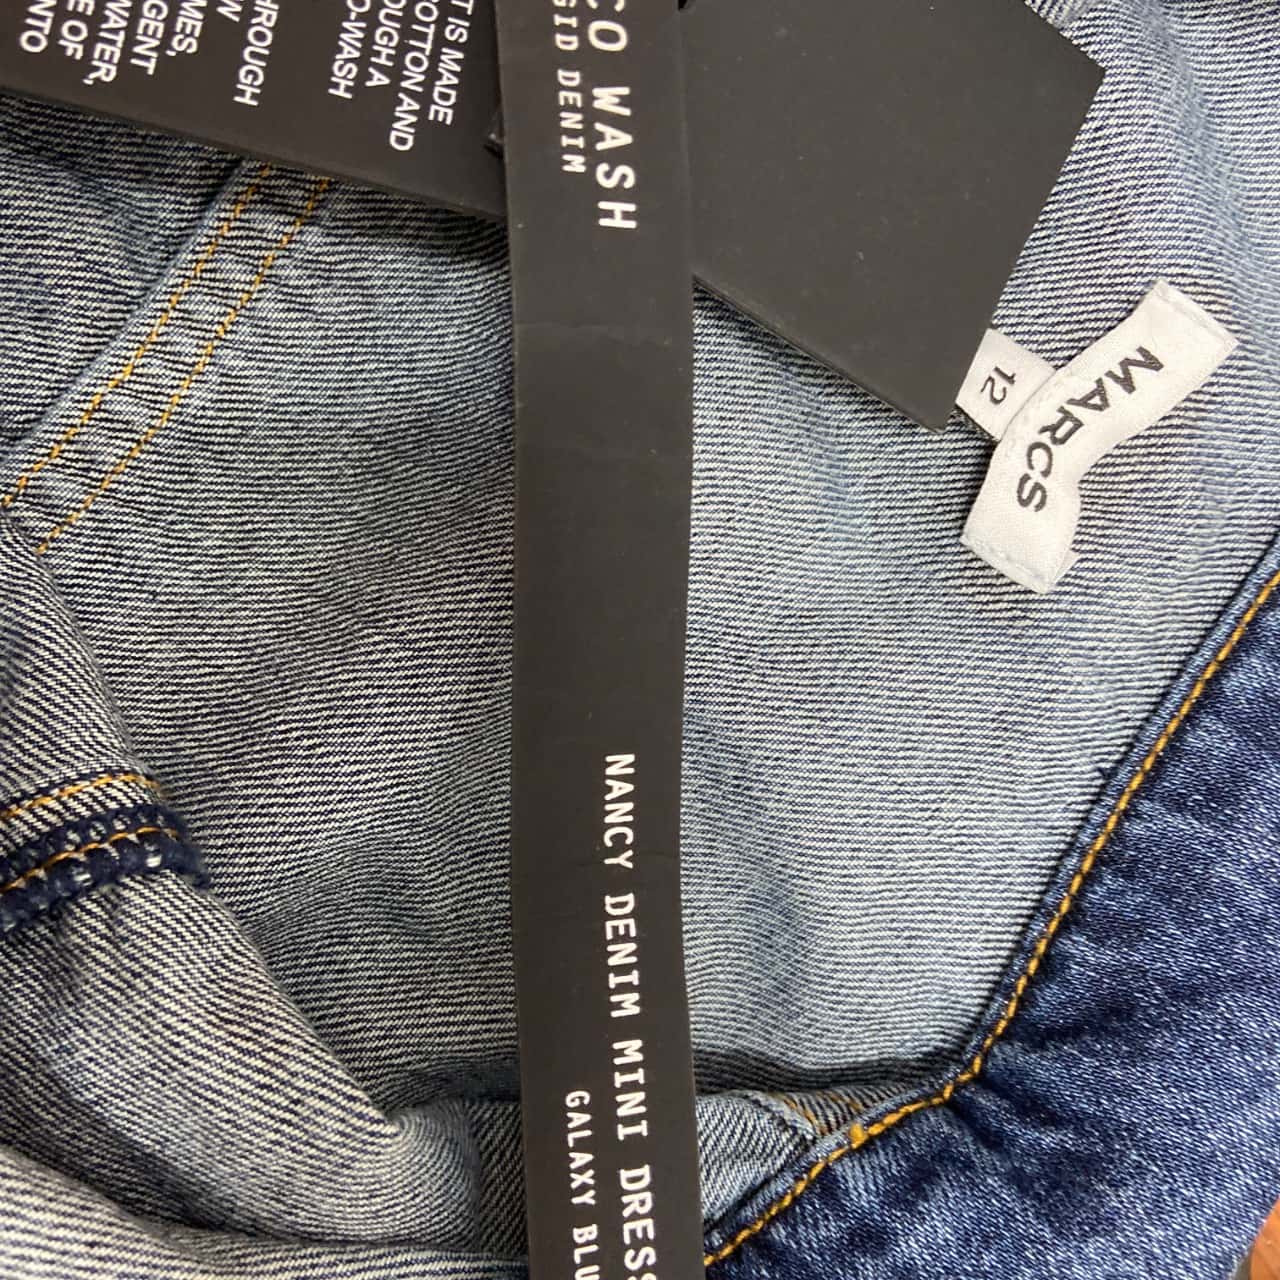 T IS MADE
COTTON AND
OUGH A
O-WASH
HROUGH
W
MES,
GENT
WATER,
E OF
NTO
CO WASH
GID DENIM
NANCY DENIM MINI DRESS
GALAXY BLU
MARCS
12